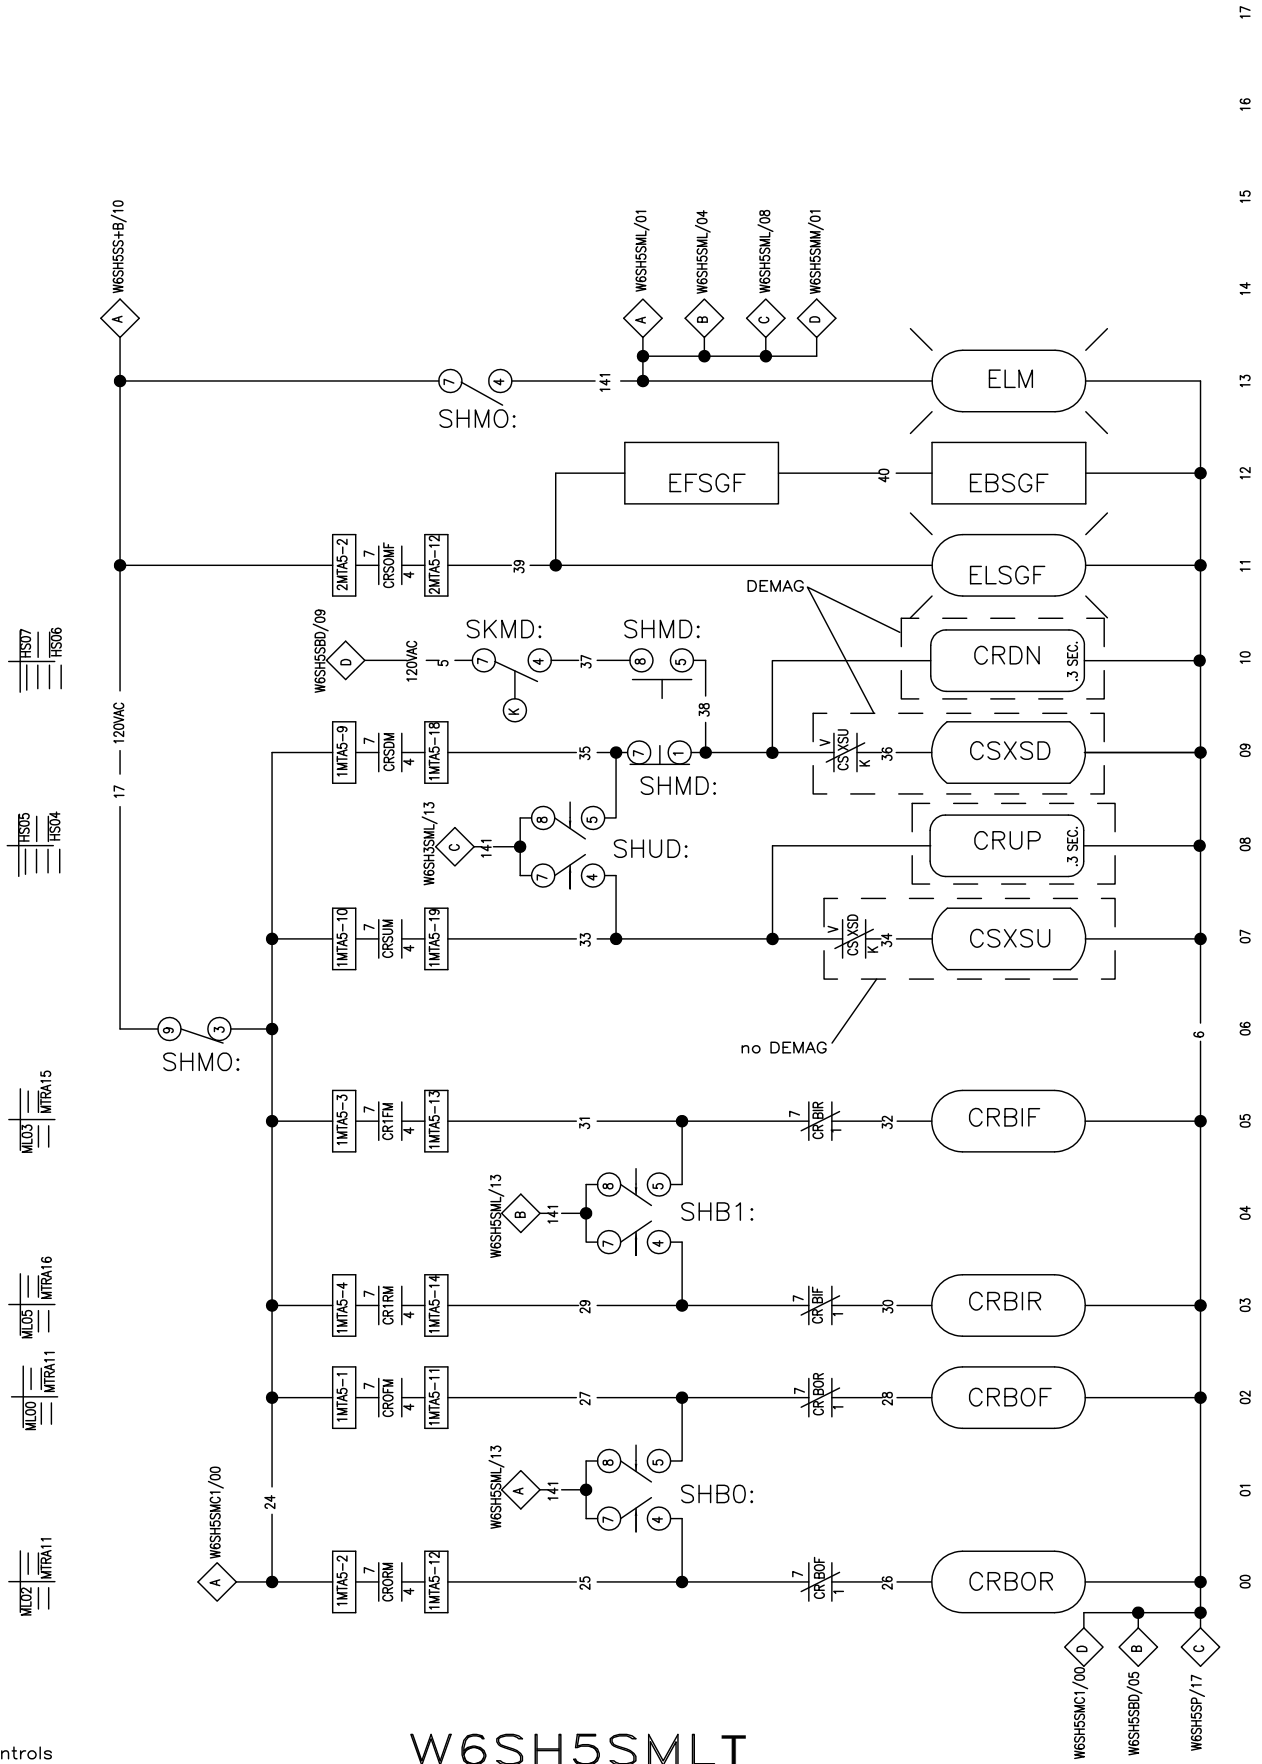 17
16
15
14
13
12
11
10
09
08
07
06
05
04
03
02
01
00
W6SH5SS+B/10
A
17
120VAC
SHMO:
7
4
141
A
W6SH5SML/01
B
W6SH5SML/04
C
W6SH5SML/08
D
W6SH5SMM/01
ELM
EFSGF
40
EBSGF
2MTA5-2
7
CRSOMF
4
2MTA5-12
39
ELSGF
DEMAG
HS07
HS06
W6SH5SBD/09
D
120VAC
5
SKMD:
7
4
K
37
SHMD:
8
5
38
CRDN
.3 SEC.
1MTA5-9
7
CRSDM
4
1MTA5-18
35
7
1
SHMD:
V
CSXSU
K
36
CSXSD
HS05
HS04
W6SH3SML/13
C
141
8
5
7
4
SHUD:
CRUP
.3 SEC.
1MTA5-10
7
CRSUM
4
1MTA5-19
33
V
CSXSD
K
34
CSXSU
no DEMAG
9
3
SHMO:
6
ML03
MTRA15
1MTA5-3
7
CR1FM
4
1MTA5-13
31
7
CRBIR
1
32
CRBIF
W6SH5SML/13
B
141
8
5
7
4
SHB1:
ML05
MTRA16
1MTA5-4
7
CR1RM
4
1MTA5-14
29
7
CRBIF
1
30
CRBIR
ML00
MTRA11
1MTA5-1
7
CROFM
4
1MTA5-11
27
7
CRBOR
1
28
CRBOF
W6SH5SML/13
A
141
8
5
7
4
SHB0:
W6SH5SMC1/00
A
24
ML02
MTRA11
1MTA5-2
7
CRORM
4
1MTA5-12
25
7
CRBOF
1
26
CRBOR
D
W6SH5SMC1/00
B
W6SH5SBD/05
C
W6SH5SP/17
ntrols
W6SH5SMLT